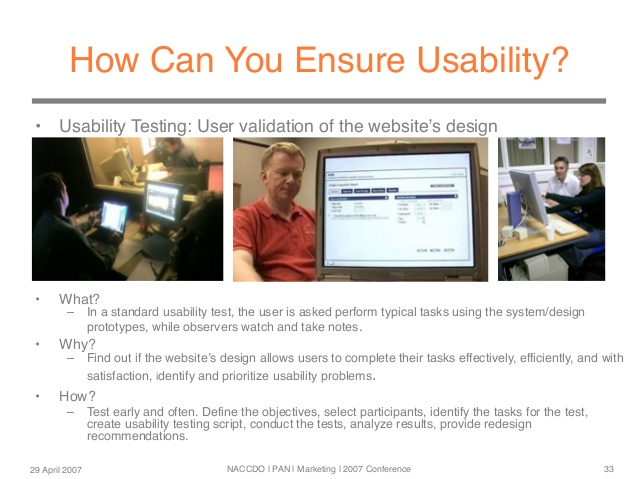 How Can You Ensure Usability?
• Usability Testing: User validation of the website's design
• What?
– In a standard usability test, the user is asked perform typical tasks using the system/design
prototypes, while observers watch and take notes.
• Why?
– Find out if the website's design allows users to complete their tasks effectively, efficiently, and with
satisfaction, identify and prioritize usability problems.
• How?
– Test early and often. Define the objectives, select participants, identify the tasks for the test,
create usability testing script, conduct the tests, analyze results, provide redesign
recommendations.
29 April 2007 NACCDO | PAN | Marketing | 2007 Conference 33